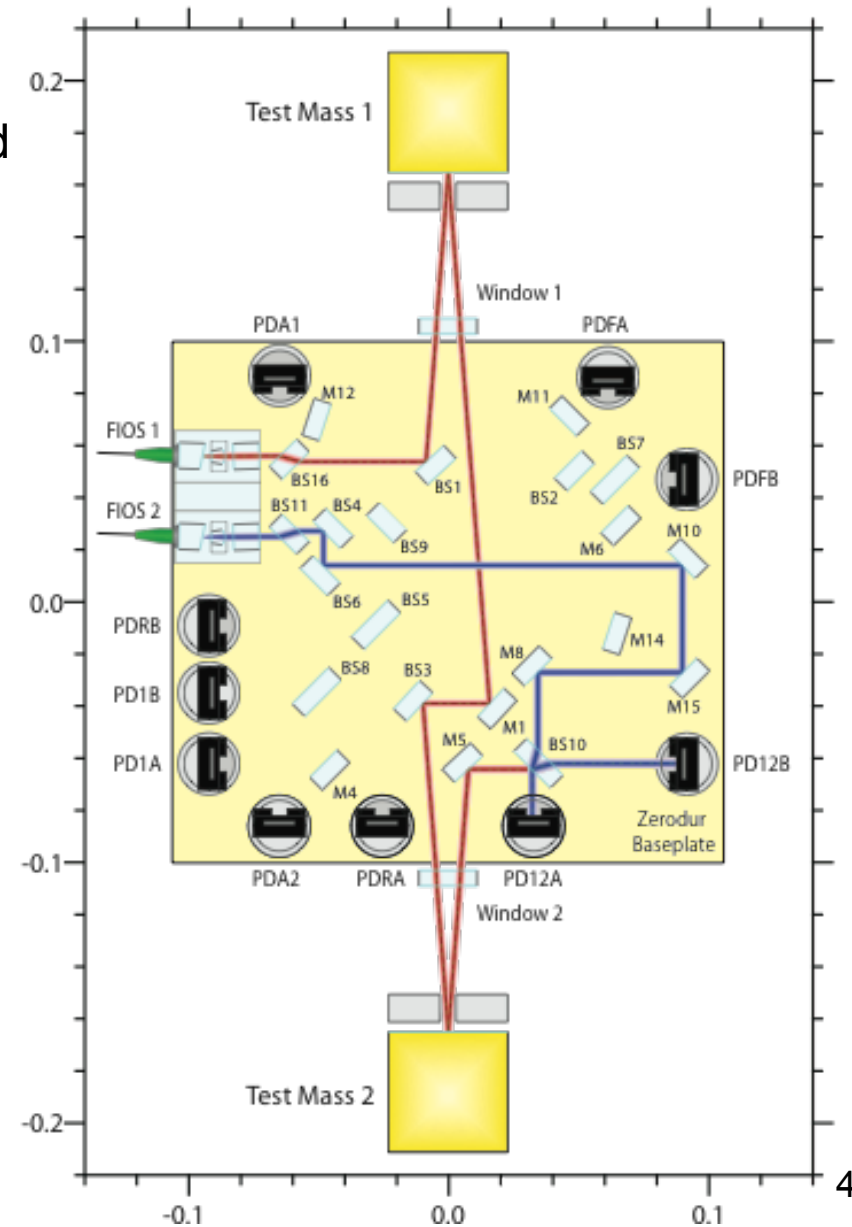 0.2
Test Mass 1
d
Window 1
0.1
PDA1
PDFA
M12
M11
FIOS 1
BS7
BS16
BS1
BS2
PDFB
FIOS 2
BS11
BS4
BS9
M6
M10
0.0
BS6
BS5
PDRB
M14
M8
BS8
BS3
PD1B
M15
M1
M5
BS10
PD1A
PD12B
M4
Zerodur
Baseplate
-0.1
PDA2
PDRA
PD12A
Window 2
Test Mass 2
-0.2
4
-0.1
0.0
0.1